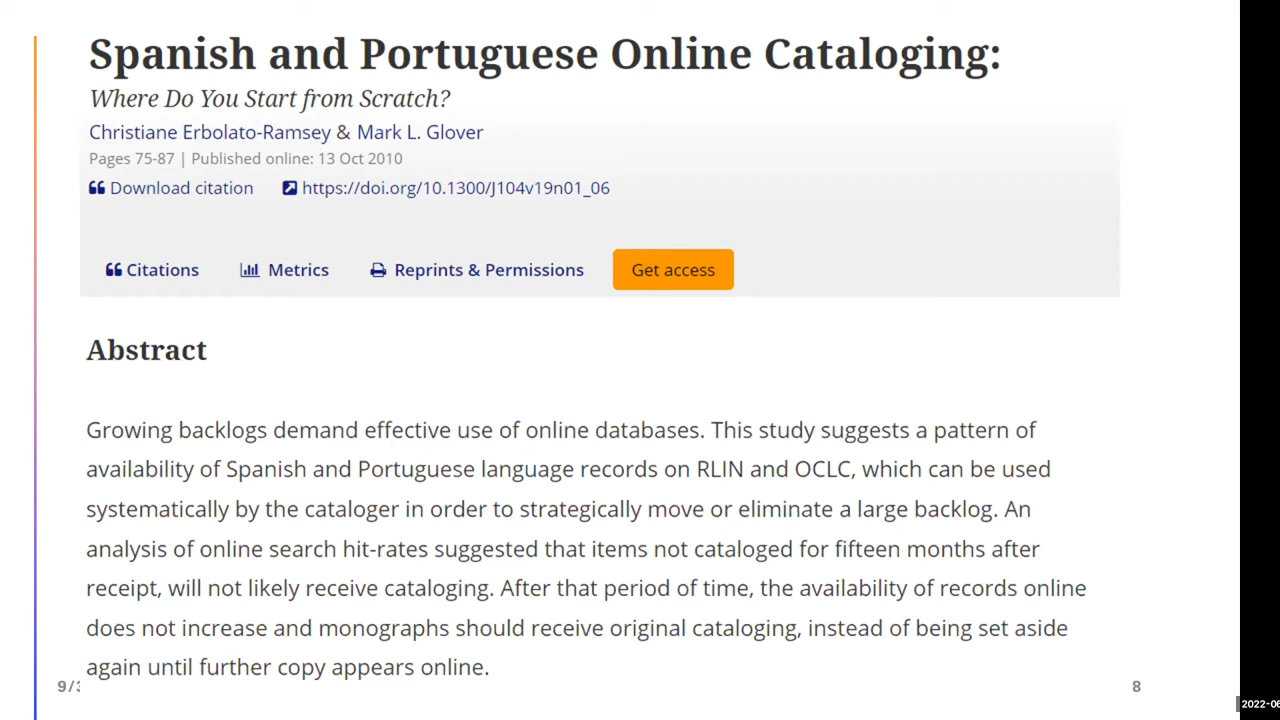 Spanish and Portuguese Online Cataloging:
Where Do You Start from Scratch?
Christiane Erbolato-Ramsey & Mark L. Glover
Pages 75-87 | Published online: 13 Oct 2010
Download citation https://doi.org/10.1300/J104v19n01_06
Citations Metrics Reprints & Permissions Get access
Abstract
Growing backlogs demand effective use of online databases. This study suggests a pattern of
availability of Spanish and Portuguese language records on RLIN and OCLC, which can be used
systematically by the cataloger in order to strategically move or eliminate a large backlog. An
analysis of online search hit-rates suggested that items not cataloged for fifteen months after
receipt, will not likely receive cataloging. After that period of time, the availability of records online
does not increase and monographs should receive original cataloging, instead of being set aside
again until further copy appears online.
8